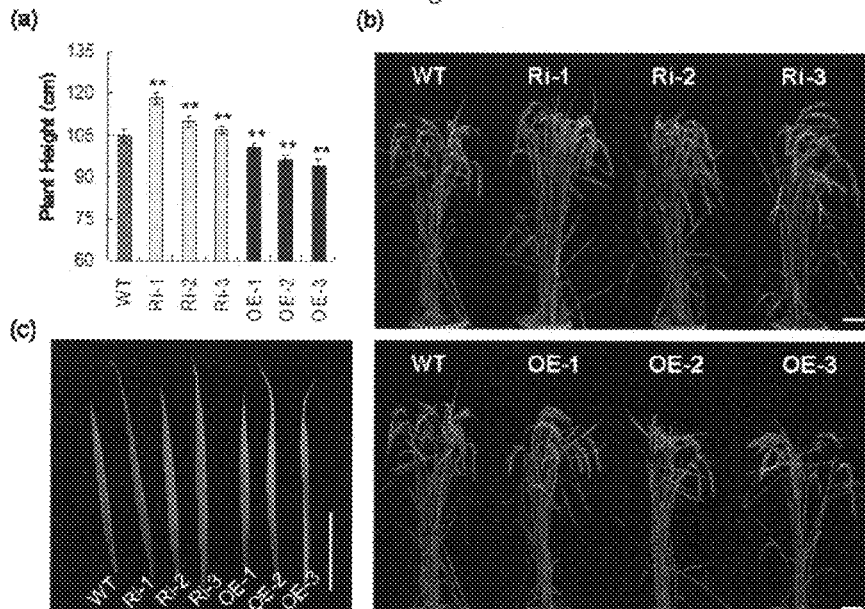 (a)
Plant Height (cm)
135
120
105
90
75
60
**
**
**
**
**
**
WT
Ri-1
Ri-2
Ri-3
OE-1
OE-2
OE-3
(b)
WT Ri-1 Ri-2 Ri-3
WT OE-1 OE-2 OE-3
(c)
WT Ri-1 Ri-2 Ri-3 OE-1 OE-2 OE-3